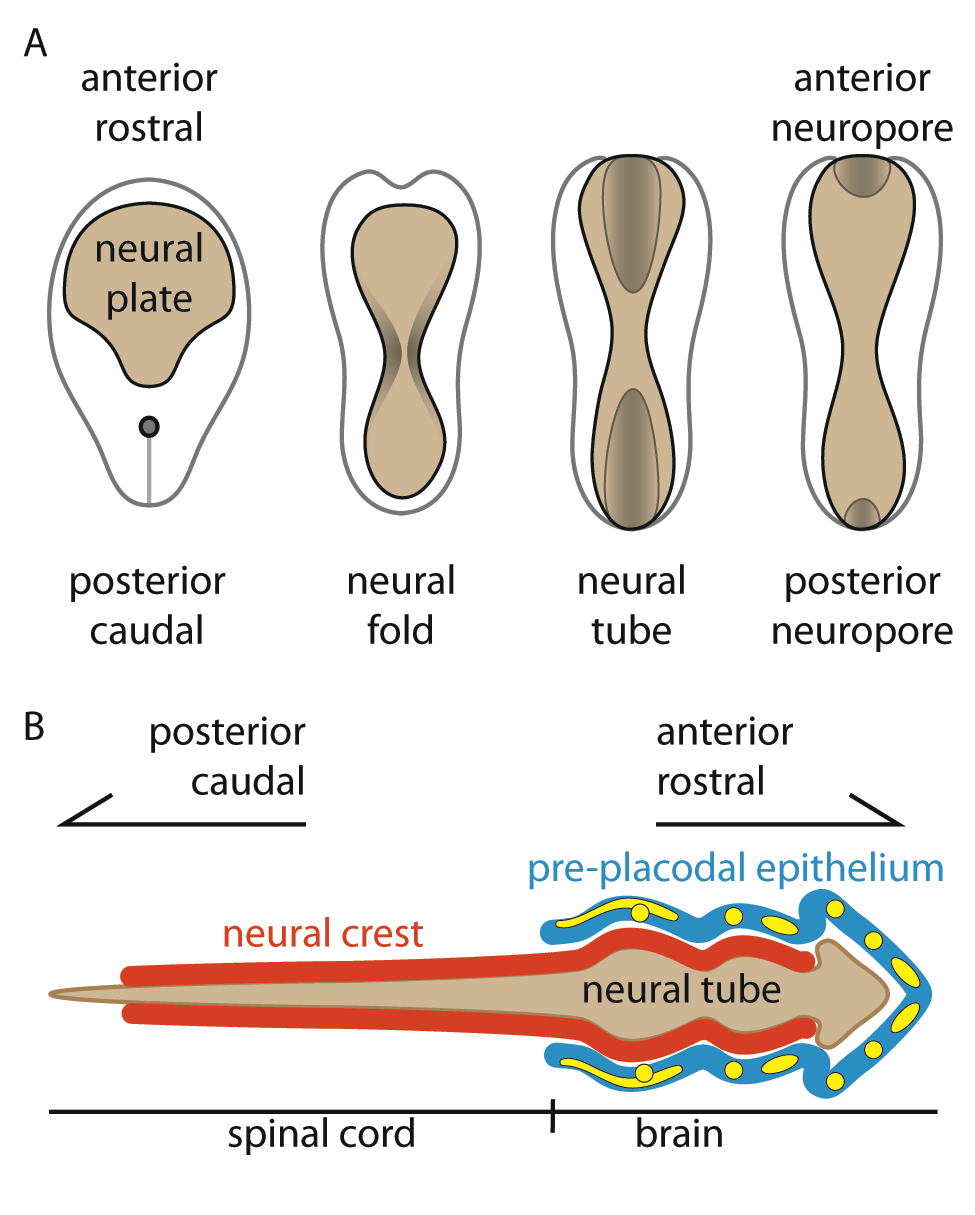 A
anterior
rostral
anterior
neuropore
neural
plate
posterior
caudal
neural
fold
neural
tube
posterior
neuropore
B
posterior
caudal
anterior
rostral
pre-placodal epithelium
neural crest
neural tube
spinal cord
brain